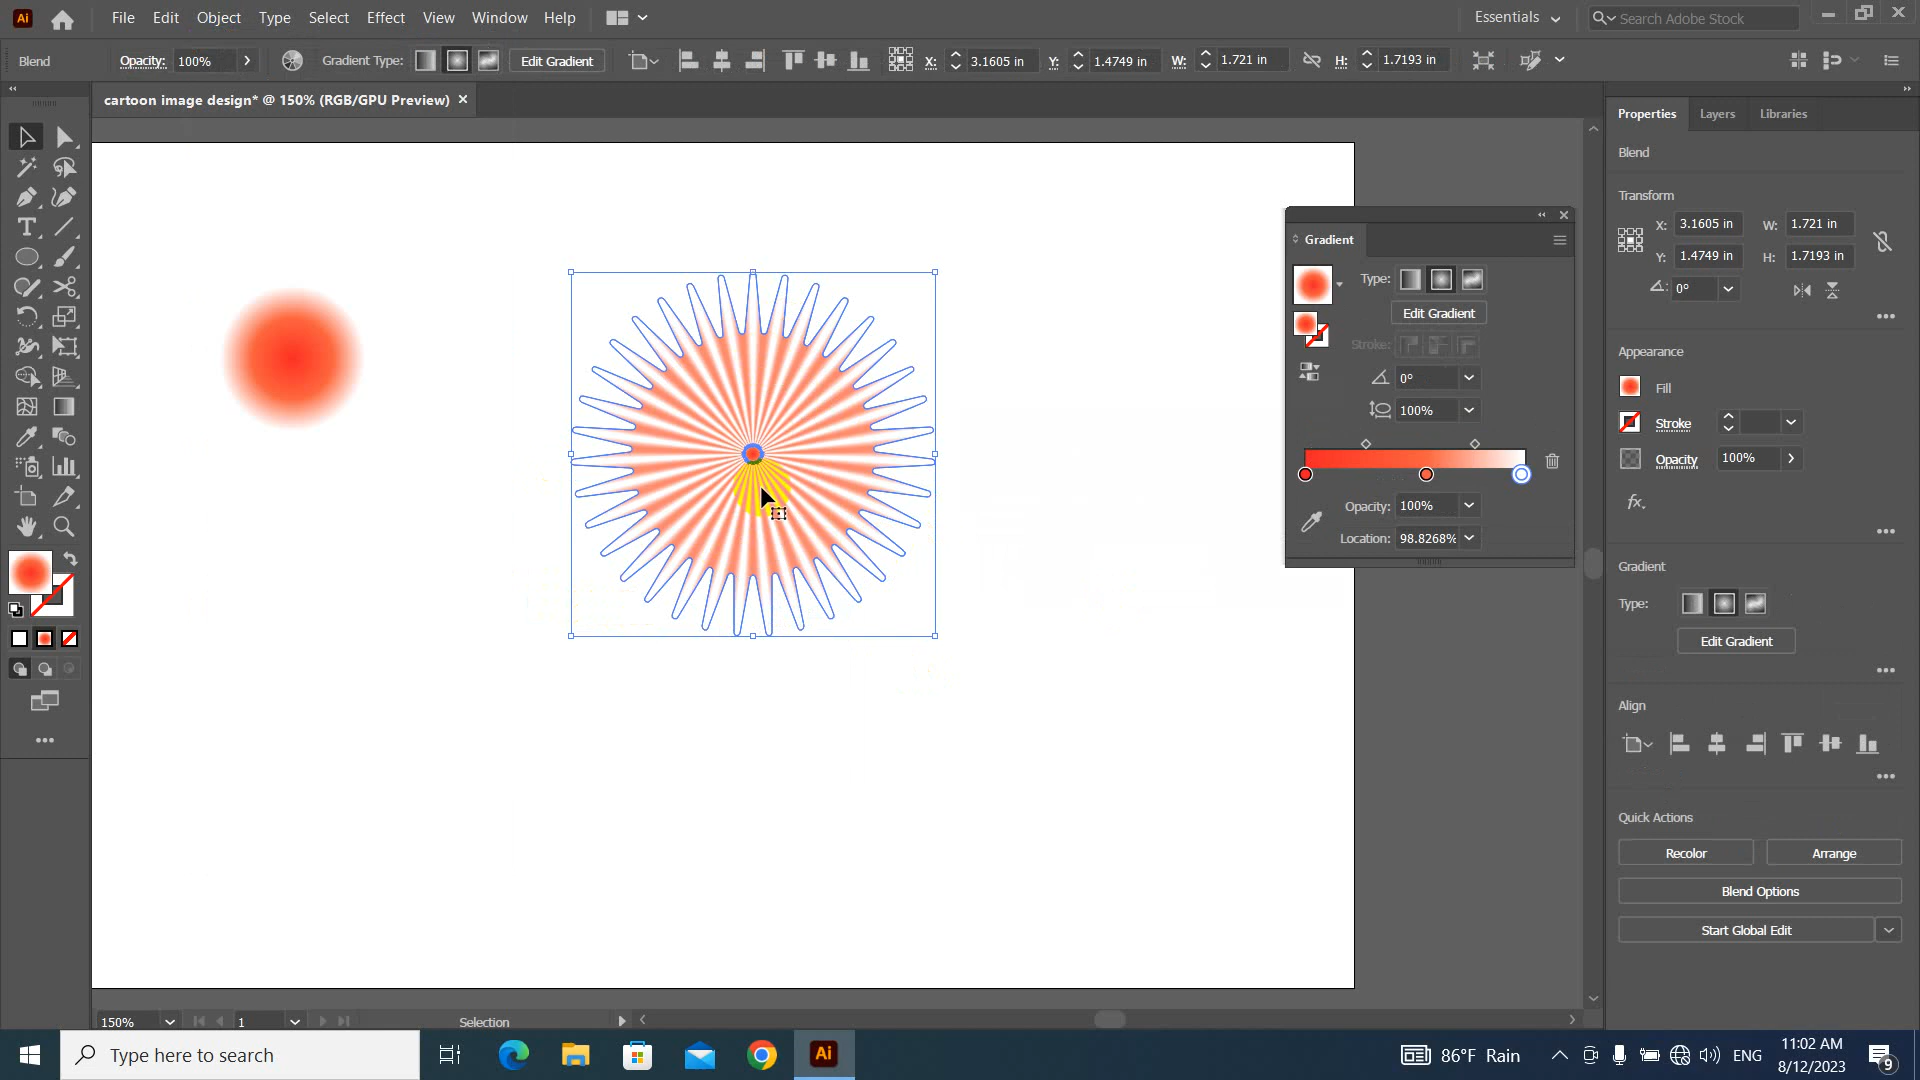 Ai File Edit Object Type Select Effect View Window Help Essentials Search Adobe Stock
Blend Opacity: 100% Gradient Type: Edit Gradient X: 3.1605 in Y: 1.4749 in W: 1.721 in H: 1.7193 in
cartoon image design* @ 150% (RGB/GPU Preview) ×
Properties Layers Libraries
Blend
Transform
X: 3.1605 in W: 1.721 in
Y: 1.4749 in H: 1.7193 in
0°
Appearance
Fill
Stroke
Opacity 100%
fx.
Gradient
Type:
Edit Gradient
Align
Quick Actions
Recolor Arrange
Blend Options
Start Global Edit
Gradient
Type:
Edit Gradient
Stroke:
0°
100%
Opacity: 100%
Location: 98.8268%
150% 1 Selection
Type here to search
Ai
86°F Rain
ENG
11:02 AM
8/12/2023
9